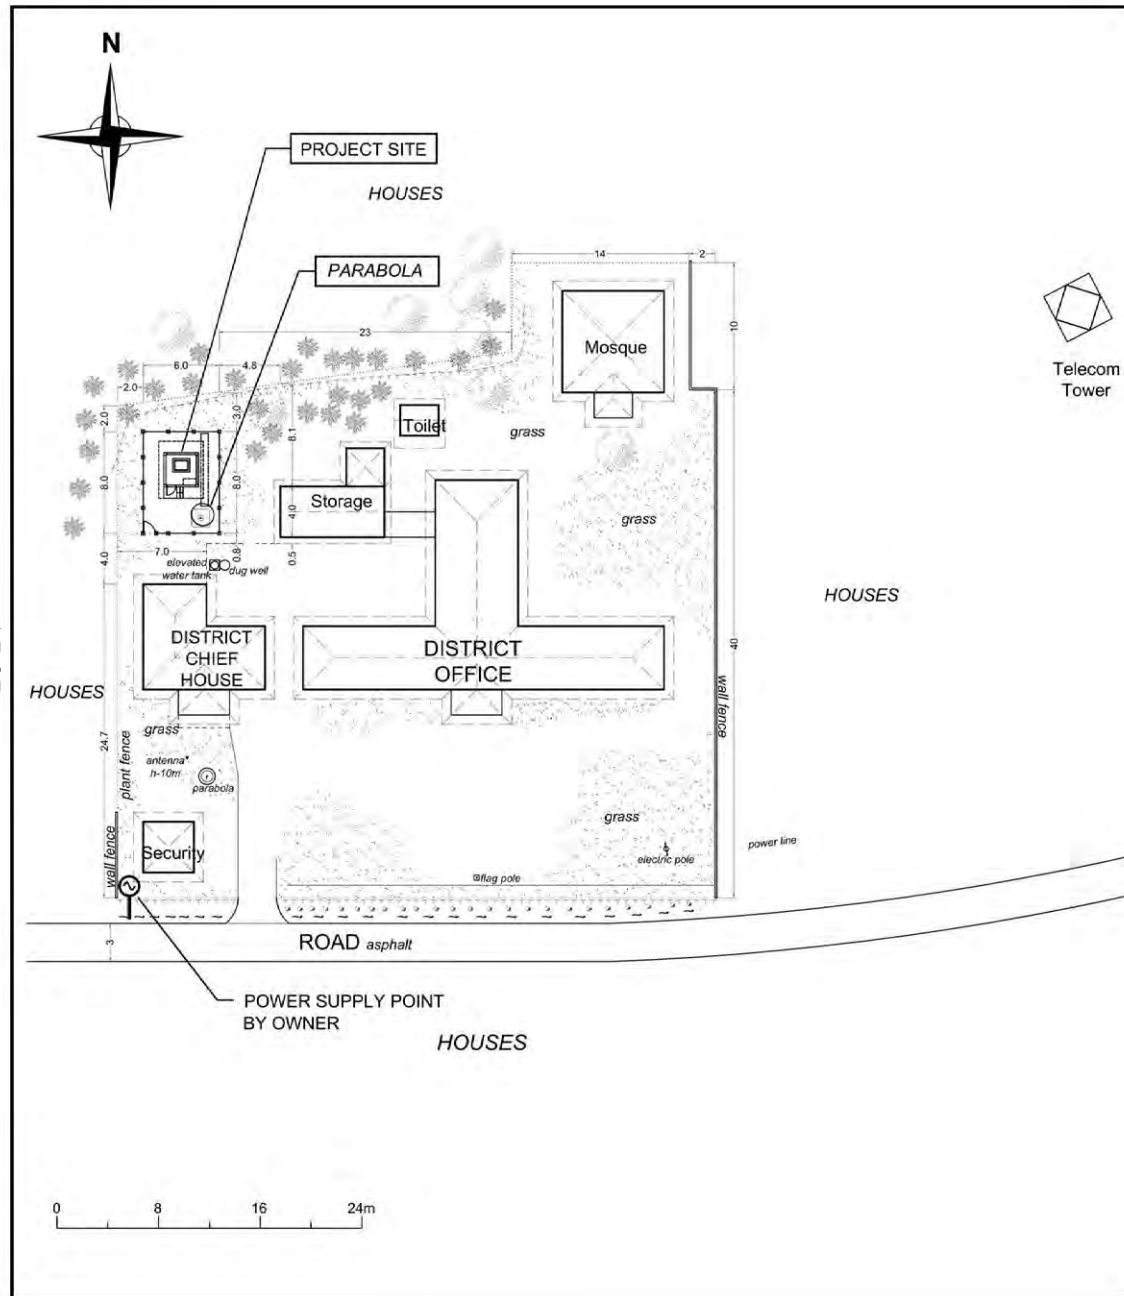 N
PROJECT SITE
HOUSES
PARABOLA
14
2
23
10
Mosque
Telecom
Tower
6.0
4.8
2.0
2.0
3.0
8.1
Toilet
grass
8.0
8.0
Storage
4.0
grass
4.0
7.0
0.8
0.5
elevated
water tank
dug well
HOUSES
40
DISTRICT
CHIEF
HOUSE
DISTRICT
OFFICE
HOUSES
wall fence
24.7
grass
plant fence
antenna
h-10m
parabola
grass
wall fence
Security
electric pole
power line
flag pole
3
ROAD asphalt
POWER SUPPLY POINT
BY OWNER
HOUSES
0 8 16 24m